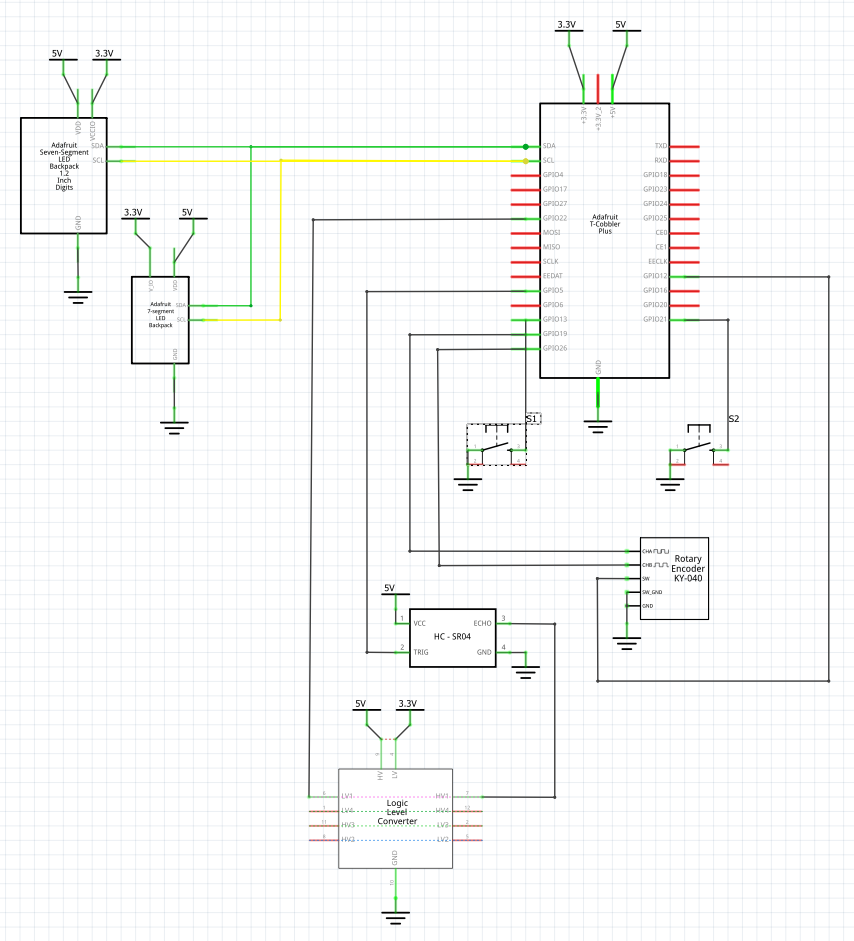 3.3V
5V
5V
3.3V
+3.3V
+3.3V_2
+5V
VDD
VCCIO
Adafruit
Seven-Segment
LED
Backpack
1.2
Inch
Digits
SDA
SCL
GND
3.3V
5V
V_IO
VDD
Adafruit
7-segment
LED
Backpack
SDA
SCL
GND
Adafruit
T-Cobbler
Plus
SDA
SCL
GPIO4
GPIO17
GPIO27
GPIO22
MOSI
MISO
SCLK
EEDAT
GPIO5
GPIO6
GPIO13
GPIO19
GPIO26
TXD
RXD
GPIO18
GPIO23
GPIO24
GPIO25
CE0
CE1
EECLK
GPIO12
GPIO16
GPIO20
GPIO21
GND
S1
S2
1
3
2
4
CHA
CHB
SW
SW_GND
GND
Rotary
Encoder
KY-040
5V
1
VCC
2
TRIG
HC - SR04
ECHO
3
GND
4
5V
3.3V
HV
LV
Logic
Level
Converter
LV1
LV4
HV3
HV2
HV1
HV4
LV3
LV2
7
12
GND